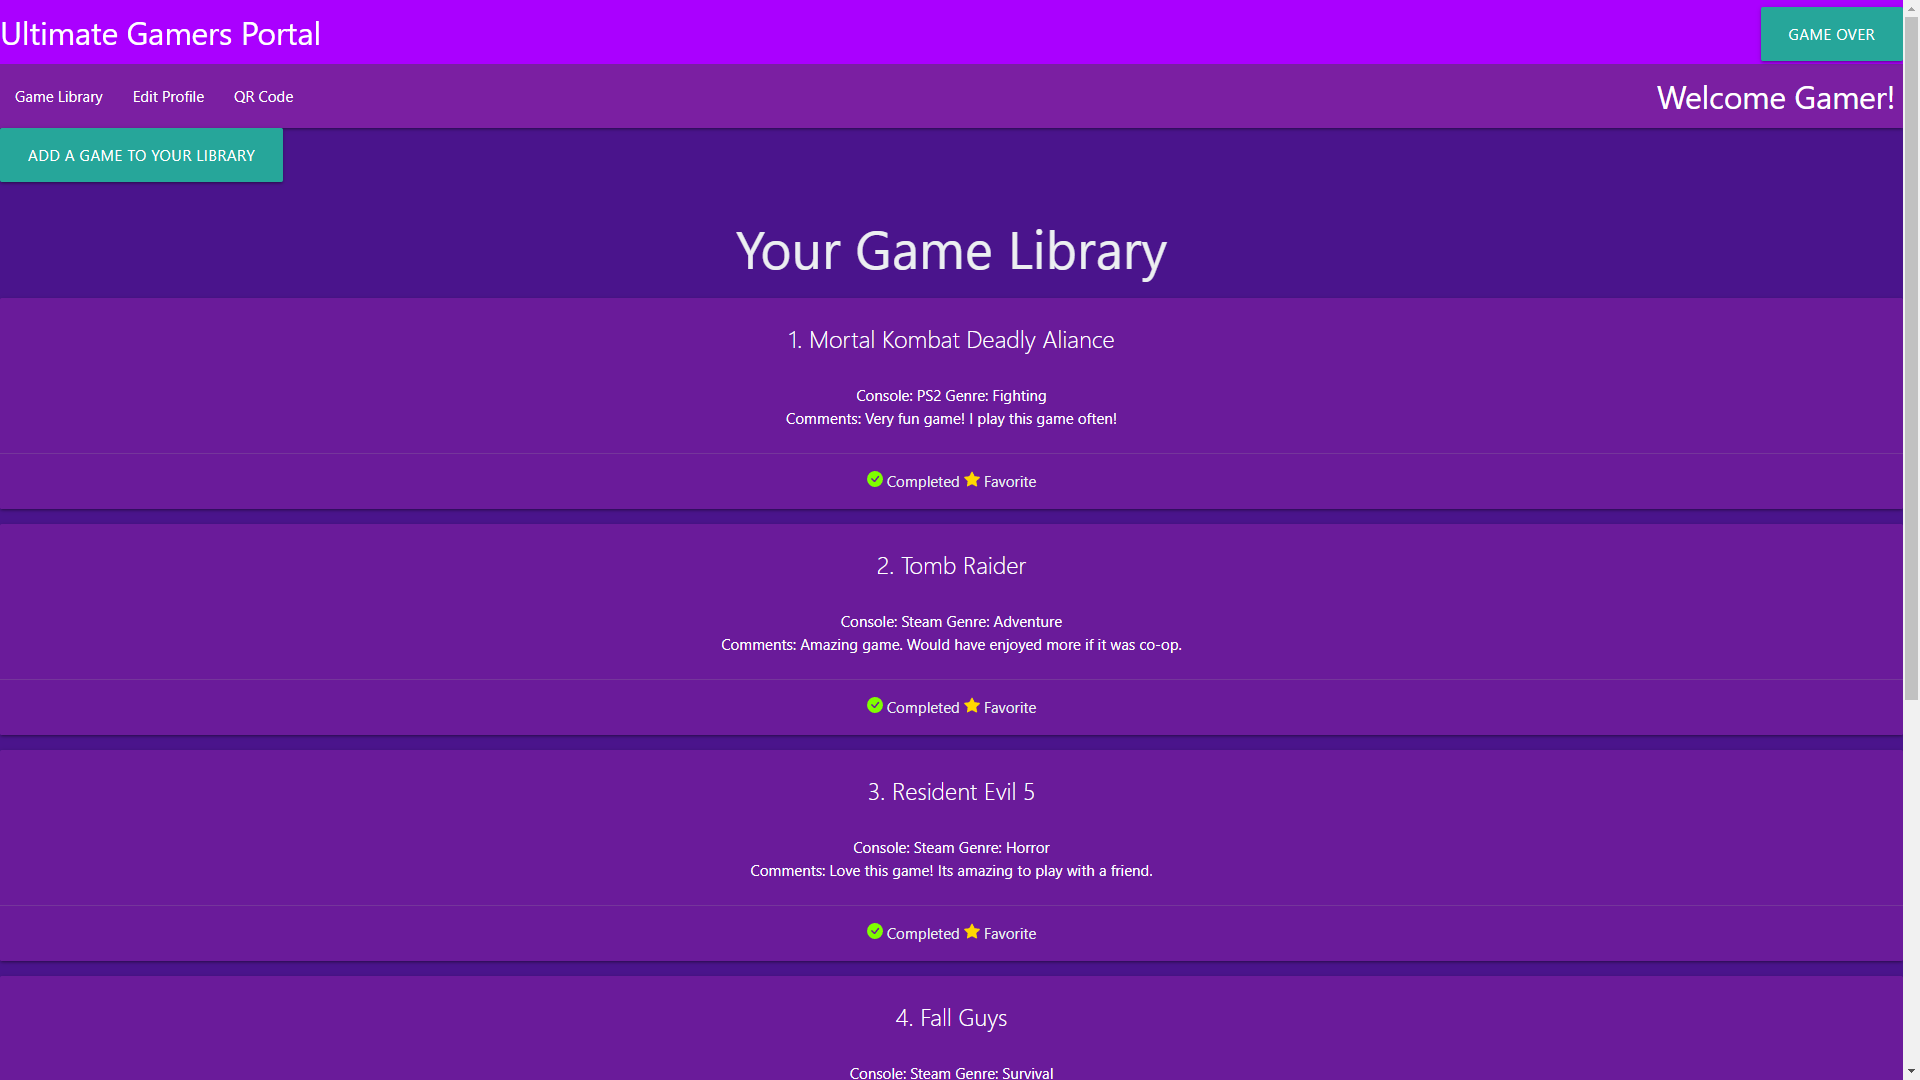 Ultimate Gamers Portal
GAME OVER
Game Library
Edit Profile
QR Code
Welcome Gamer!
ADD A GAME TO YOUR LIBRARY
Your Game Library
1. Mortal Kombat Deadly Aliance
Console: PS2 Genre: Fighting
Comments: Very fun game! I play this game often!
Completed Favorite
2. Tomb Raider
Console: Steam Genre: Adventure
Comments: Amazing game. Would have enjoyed more if it was co-op.
Completed Favorite
3. Resident Evil 5
Console: Steam Genre: Horror
Comments: Love this game! Its amazing to play with a friend.
Completed Favorite
4. Fall Guys
Console: Steam Genre: Survival